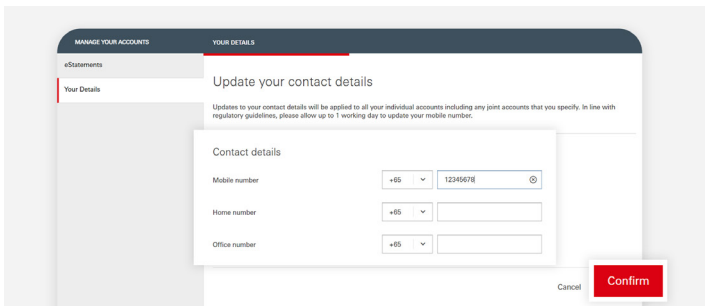 MANAGE YOUR ACCOUNTS
YOUR DETAILS
eStatements
Your Details
Update your contact details
Updates to your contact details will be applied to all your individual accounts including any joint accounts that you specify. In line with
regulatory guidelines, please allow up to 1 working day to update your mobile number.
Contact details
Mobile number +65 12345678
Home number +65
Office number +65
Cancel Confirm